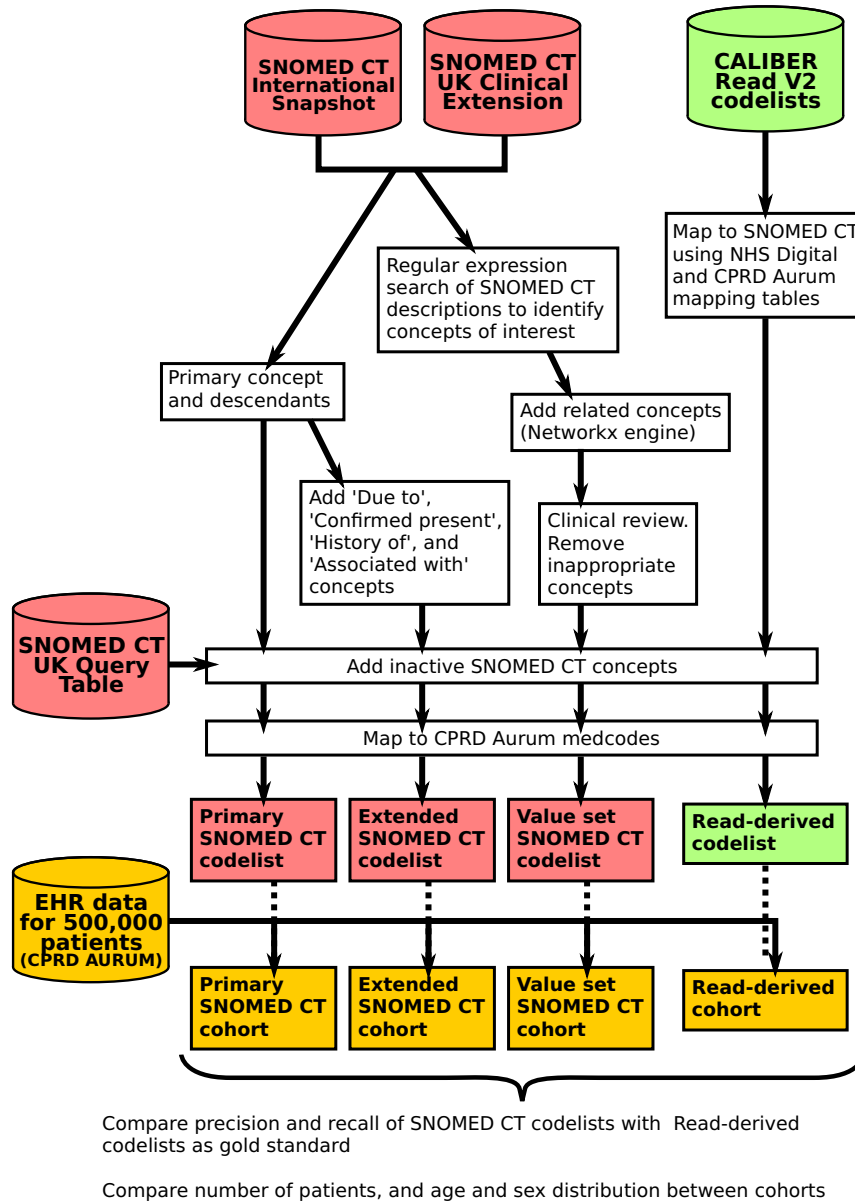 SNOMED CT
International
Snapshot
SNOMED CT
UK Clinical
Extension
CALIBER
Read V2
codelists
Map to SNOMED CT
using NHS Digital
and CPRD Aurum
mapping tables
Regular expression
search of SNOMED CT
descriptions to identify
concepts of interest
Primary concept
and descendants
Add related concepts
(Networkx engine)
Add 'Due to',
'Confirmed present',
'History of', and
'Associated with'
concepts
Clinical review.
Remove
inappropriate
concepts
SNOMED CT
UK Query
Table
Add inactive SNOMED CT concepts
Map to CPRD Aurum medcodes
Primary
SNOMED CT
codelist
Extended
SNOMED CT
codelist
Value set
SNOMED CT
codelist
Read-derived
codelist
EHR data
for 500,000
patients
(CPRD AURUM)
Primary
SNOMED CT
cohort
Extended
SNOMED CT
cohort
Value set
SNOMED CT
cohort
Read-derived
cohort
Compare precision and recall of SNOMED CT codelists with Read-derived
codelists as gold standard
Compare number of patients, and age and sex distribution between cohorts